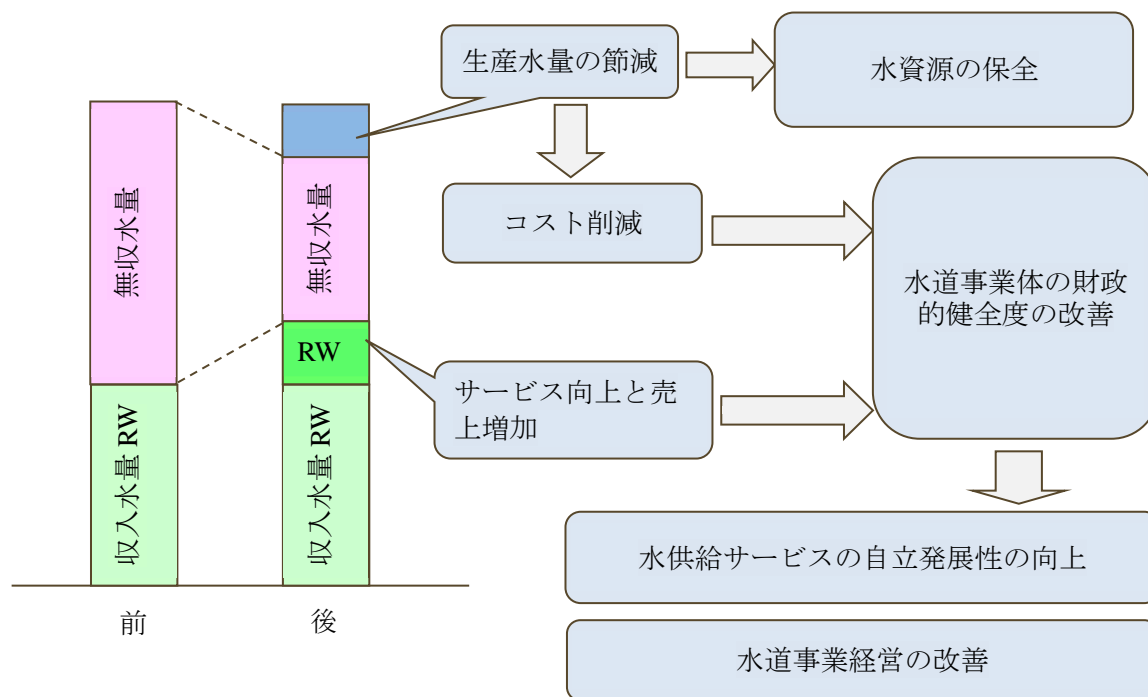 生産水量の節減
水資源の保全
無収水量
無収水量
コスト削減
水道事業体の財政
的健全度の改善
RW
サービス向上と売
上増加
収入水量 RW
収入水量 RW
水供給サービスの自立発展性の向上
前
後
水道事業経営の改善